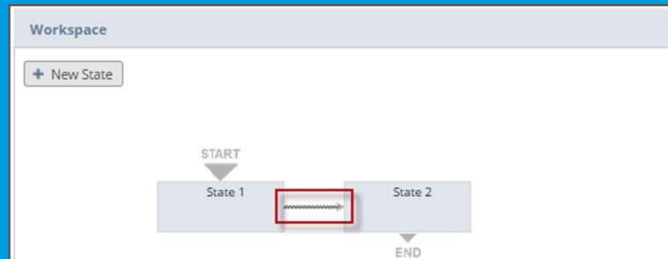 Workspace
+ New State
START
State 1
State 2
END